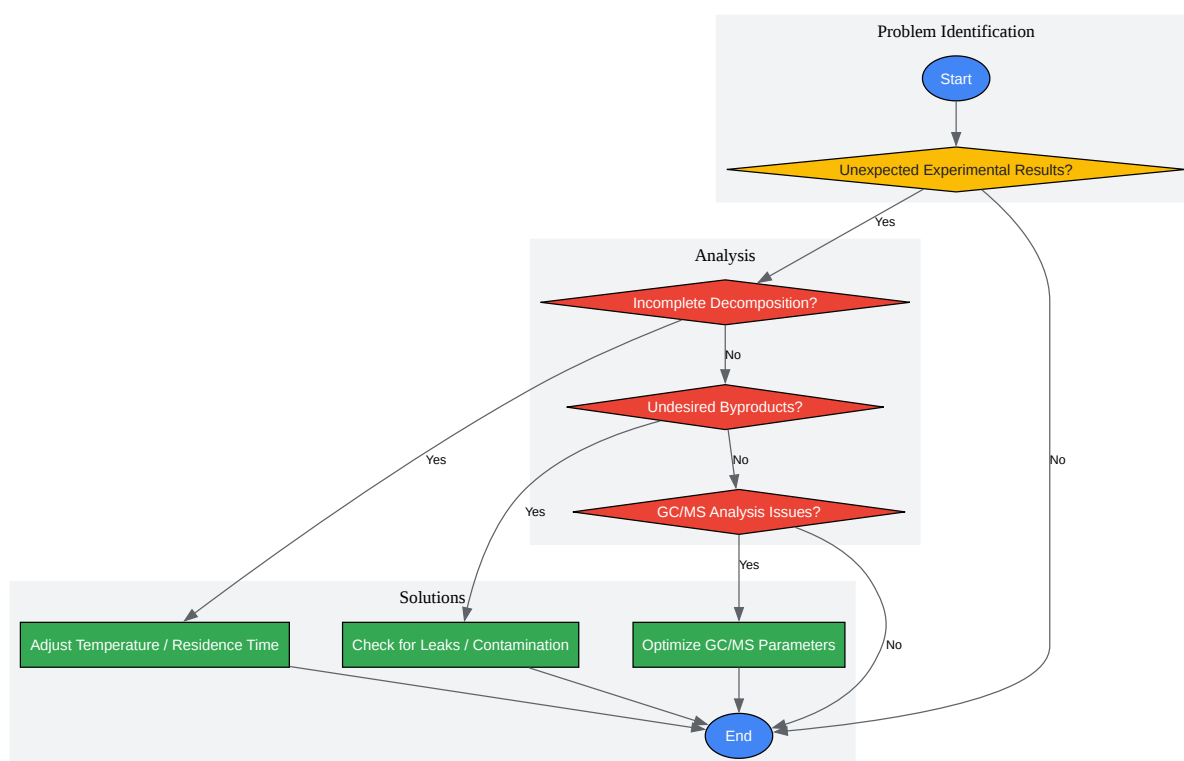 Problem Identification
Start
Unexpected Experimental Results?
Yes
Analysis
Incomplete Decomposition?
No
Undesired Byproducts?
Yes
No
No
GC/MS Analysis Issues?
Yes
Yes
Solutions
Adjust Temperature / Residence Time
Check for Leaks / Contamination
Optimize GC/MS Parameters
No
End